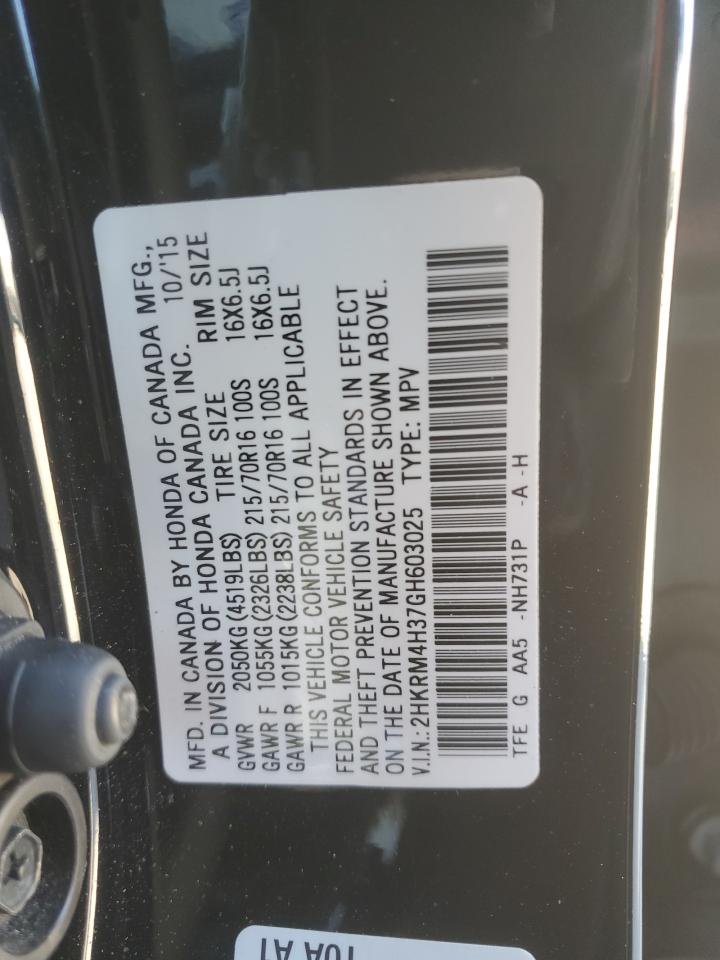 MFD. IN CANADA BY HONDA OF CANADA MFG.,
A DIVISION OF HONDA CANADA INC. 10/'15
GVWR 2050KG(4519LBS) TIRE SIZE RIM SIZE
GAWR F 1055KG(2326LBS) 215/70R16 100S 16X6.5J
GAWR R 1015KG(2238LBS) 215/70R16 100S 16X6.5J
THIS VEHICLE CONFORMS TO ALL APPLICABLE
FEDERAL MOTOR VEHICLE SAFETY
AND THEFT PREVENTION STANDARDS IN EFFECT
ON THE DATE OF MANUFACTURE SHOWN ABOVE.
V.I.N.: 2HKRM4H37GH603025 TYPE: MPV
TFE G AA5 -NH731P -A -H